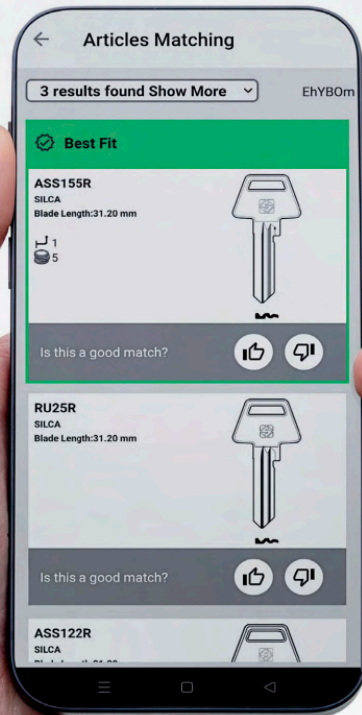 Articles Matching
3 results found Show More
EhYBOm
Best Fit
ASS155R
SILCA
Blade Length:31.20 mm
1
5
Is this a good match?
RU25R
SILCA
Blade Length:31.20 mm
Is this a good match?
ASS122R
SILCA